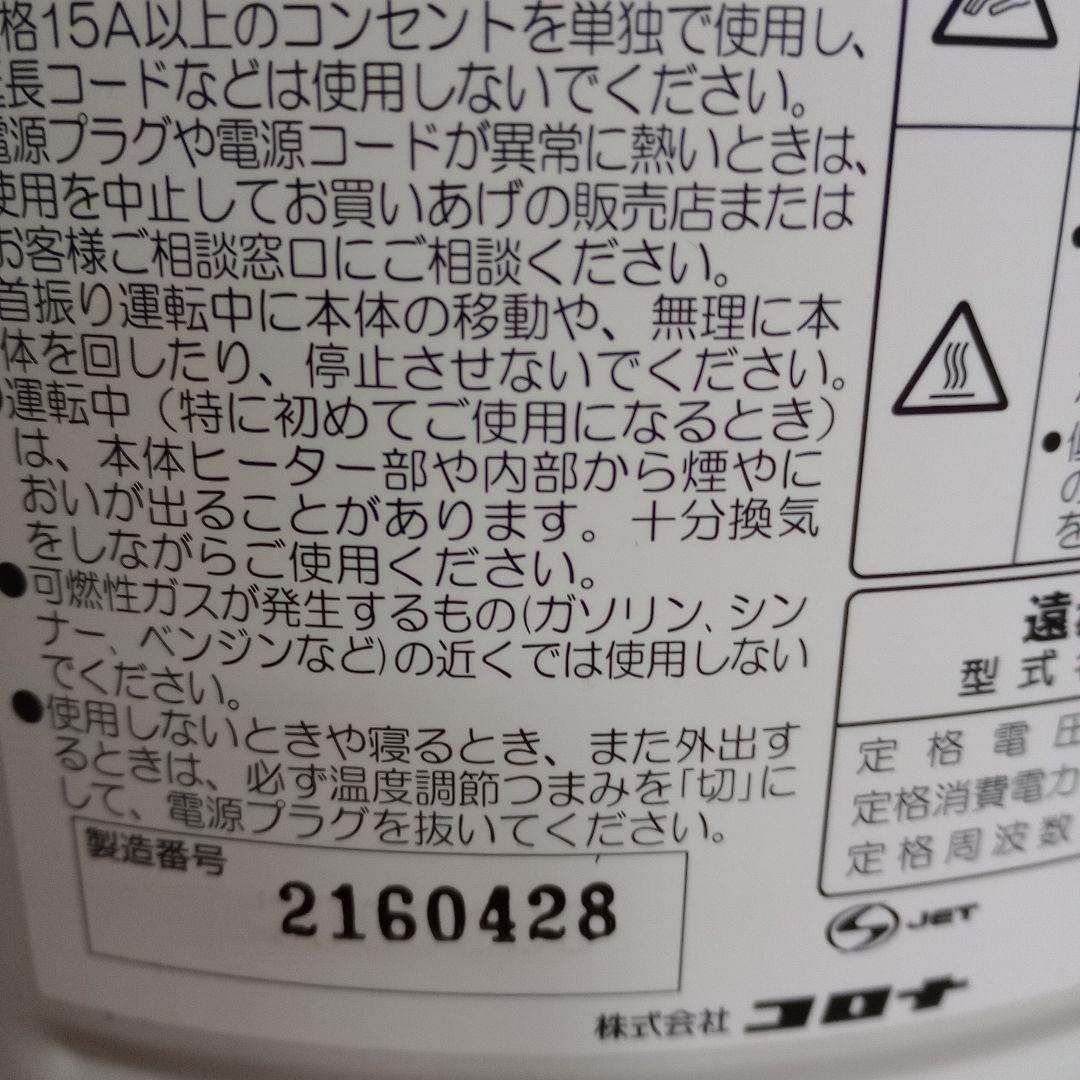 格15A以上のコンセントを単独で使用し、
長コードなどは使用しないでください。
電源プラグや電源コードが異常に熱いときは、
使用を中止してお買いあげの販売店または
お客様ご相談窓口にご相談ください。
首振り運転中に本体の移動や、無理に本
体を回したり、停止させないでください。
運転中（特に初めてご使用になるとき）
は、本体ヒーター部や内部から煙やに
おいが出ることがあります。十分換気
をしながらご使用ください。
●可燃性ガスが発生するもの(ガソリン、シン
ナー、ベンジンなど)の近くでは使用しない
でください。
●使用しないときや寝るとき、また外出す
るときは、必ず温度調節つまみを「切」に
して、電源プラグを抜いてください。
製造番号
2160428
の
を
遠
型式
定格電圧
定格消費電力
定格周波数
JET
株式会社 コロナ